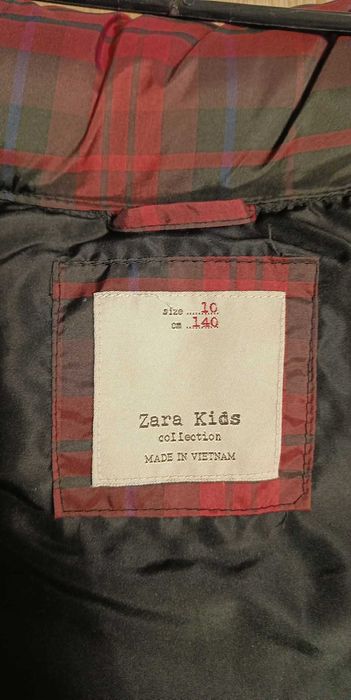 size .....10
cm ..140
Zara Kids
collection
MADE IN VIETNAM